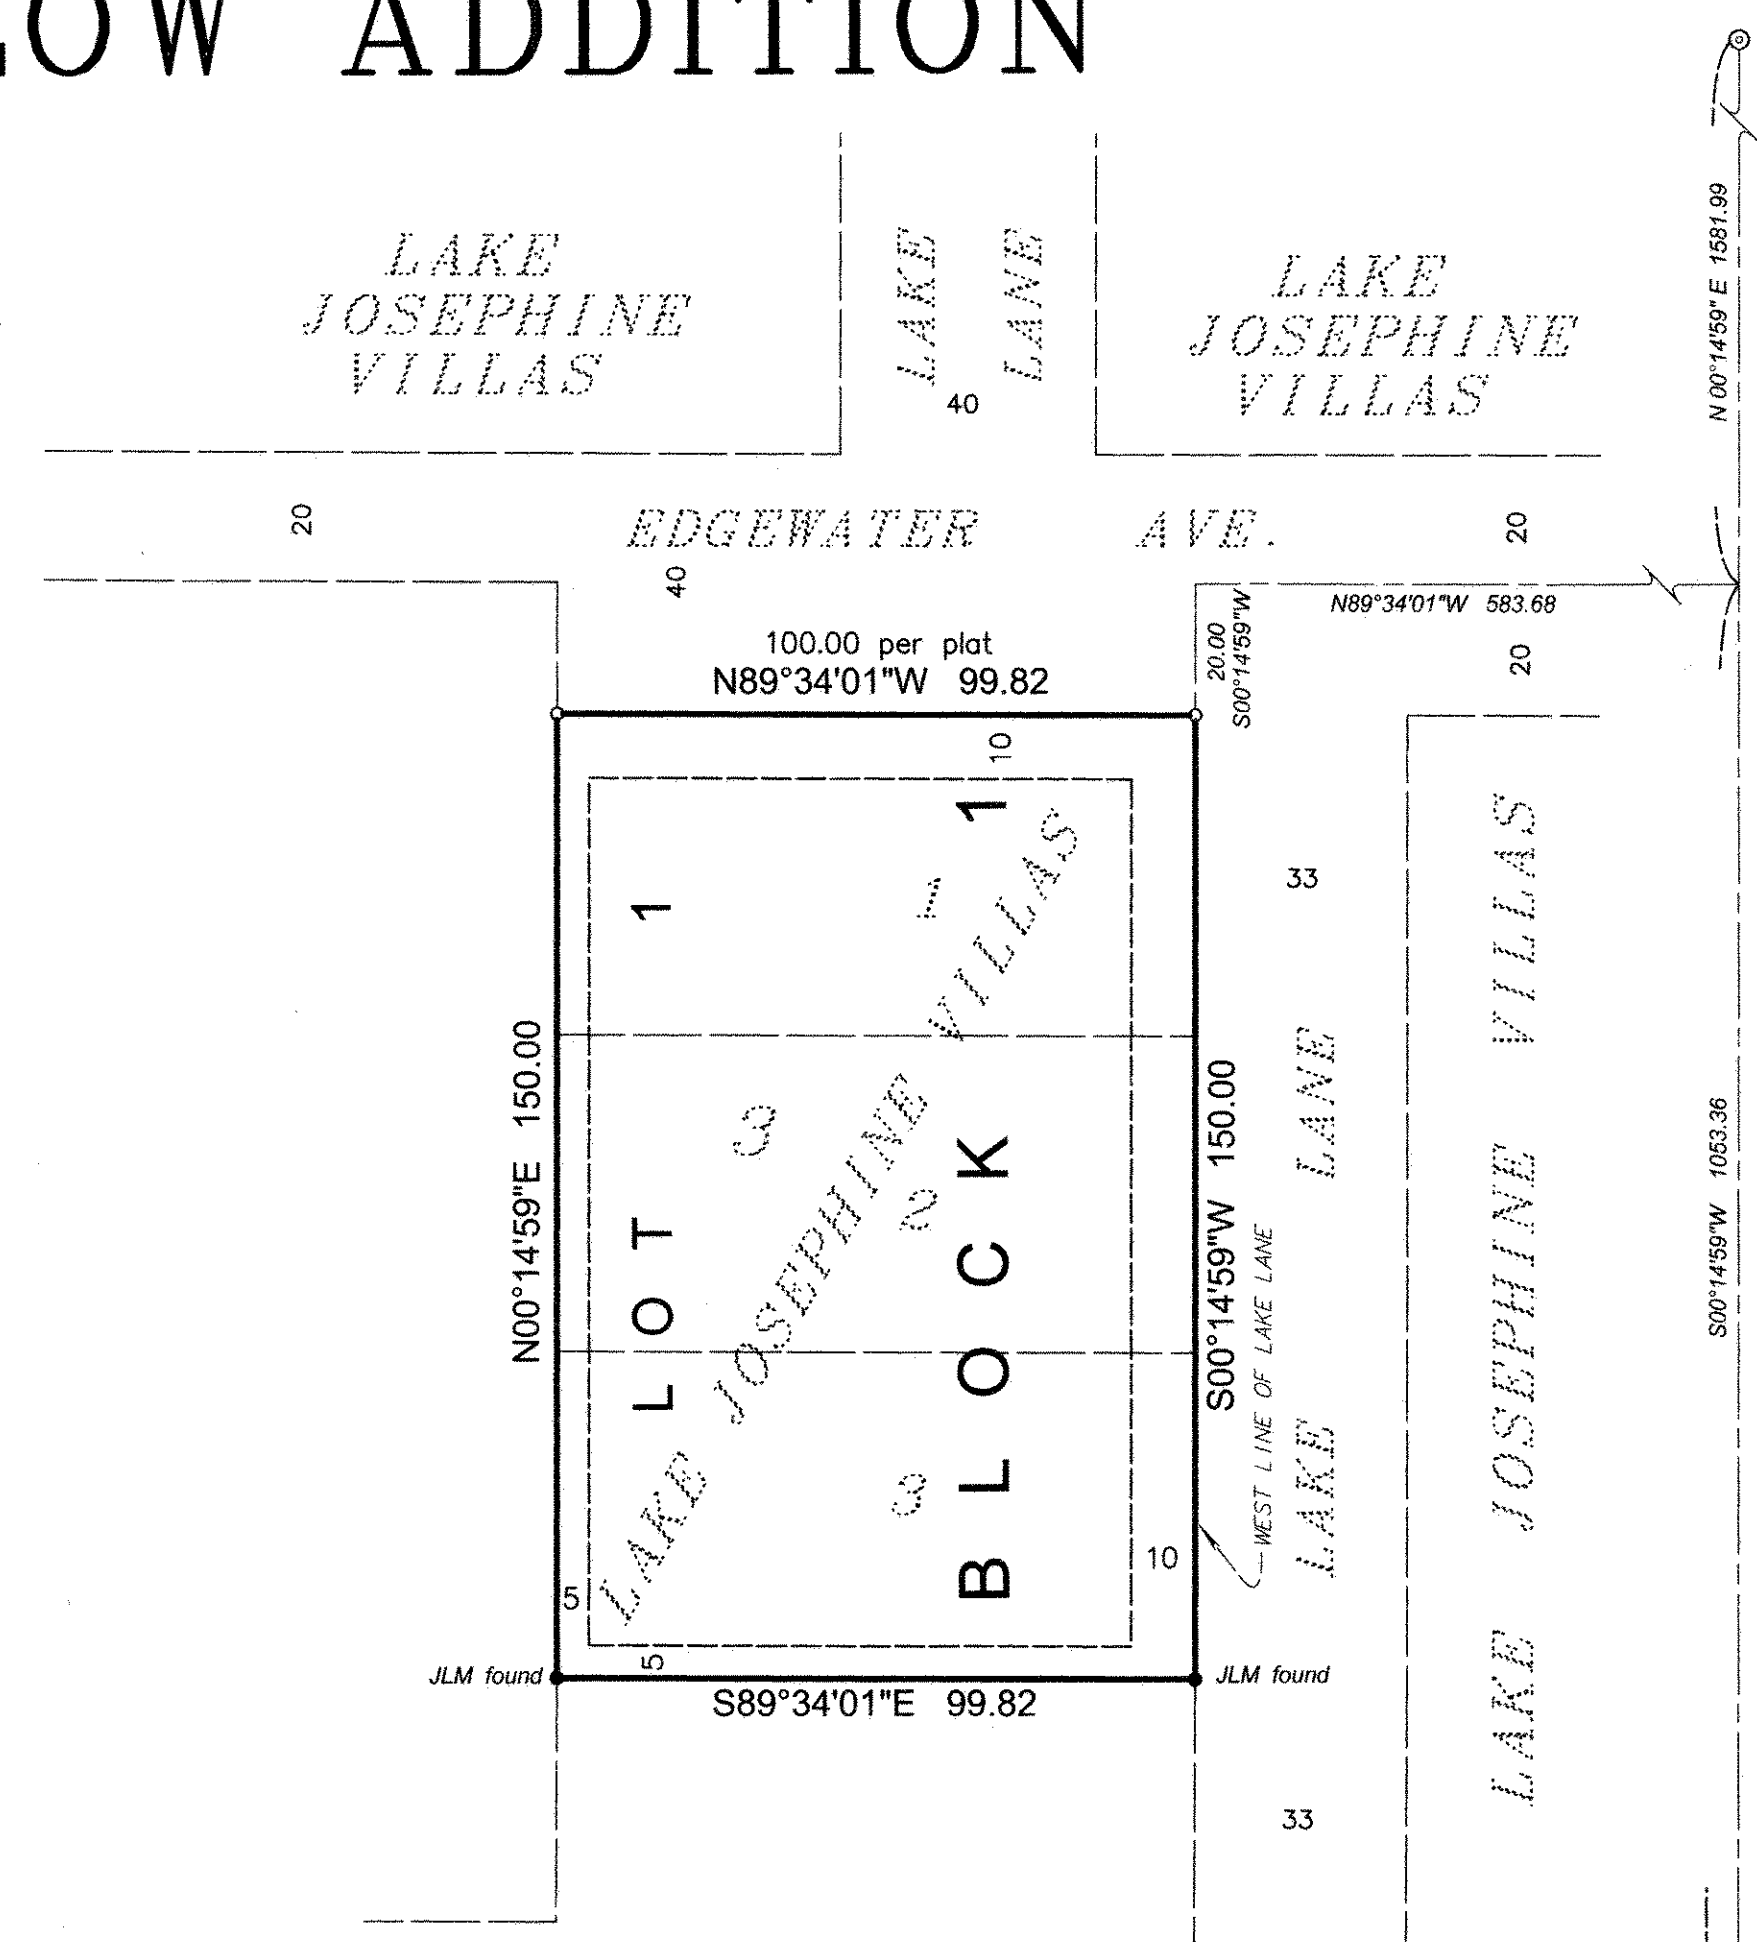 LOW ADDITION
LAKE
JOSEPHINE
VILLAS
LAKE LANE
40
LAKE
JOSEPHINE
VILLAS
N 00°14'59" E 1581.99
20
EDGEWATER AVE.
20
40
N89°34'01"W 583.68
20.00
S00°14'59"W
20
100.00 per plat
N89°34'01"W 99.82
10
LOT 1
BLOCK 1
LAKE JOSEPHINE VILLAS
1
3
2
3
N00°14'59"E 150.00
S00°14'59"W 150.00
WEST LINE OF LAKE LANE
33
LAKE LANE
LAKE JOSEPHINE VILLAS
S00°14'59"W 1053.36
5
10
5
JLM found
JLM found
S89°34'01"E 99.82
33